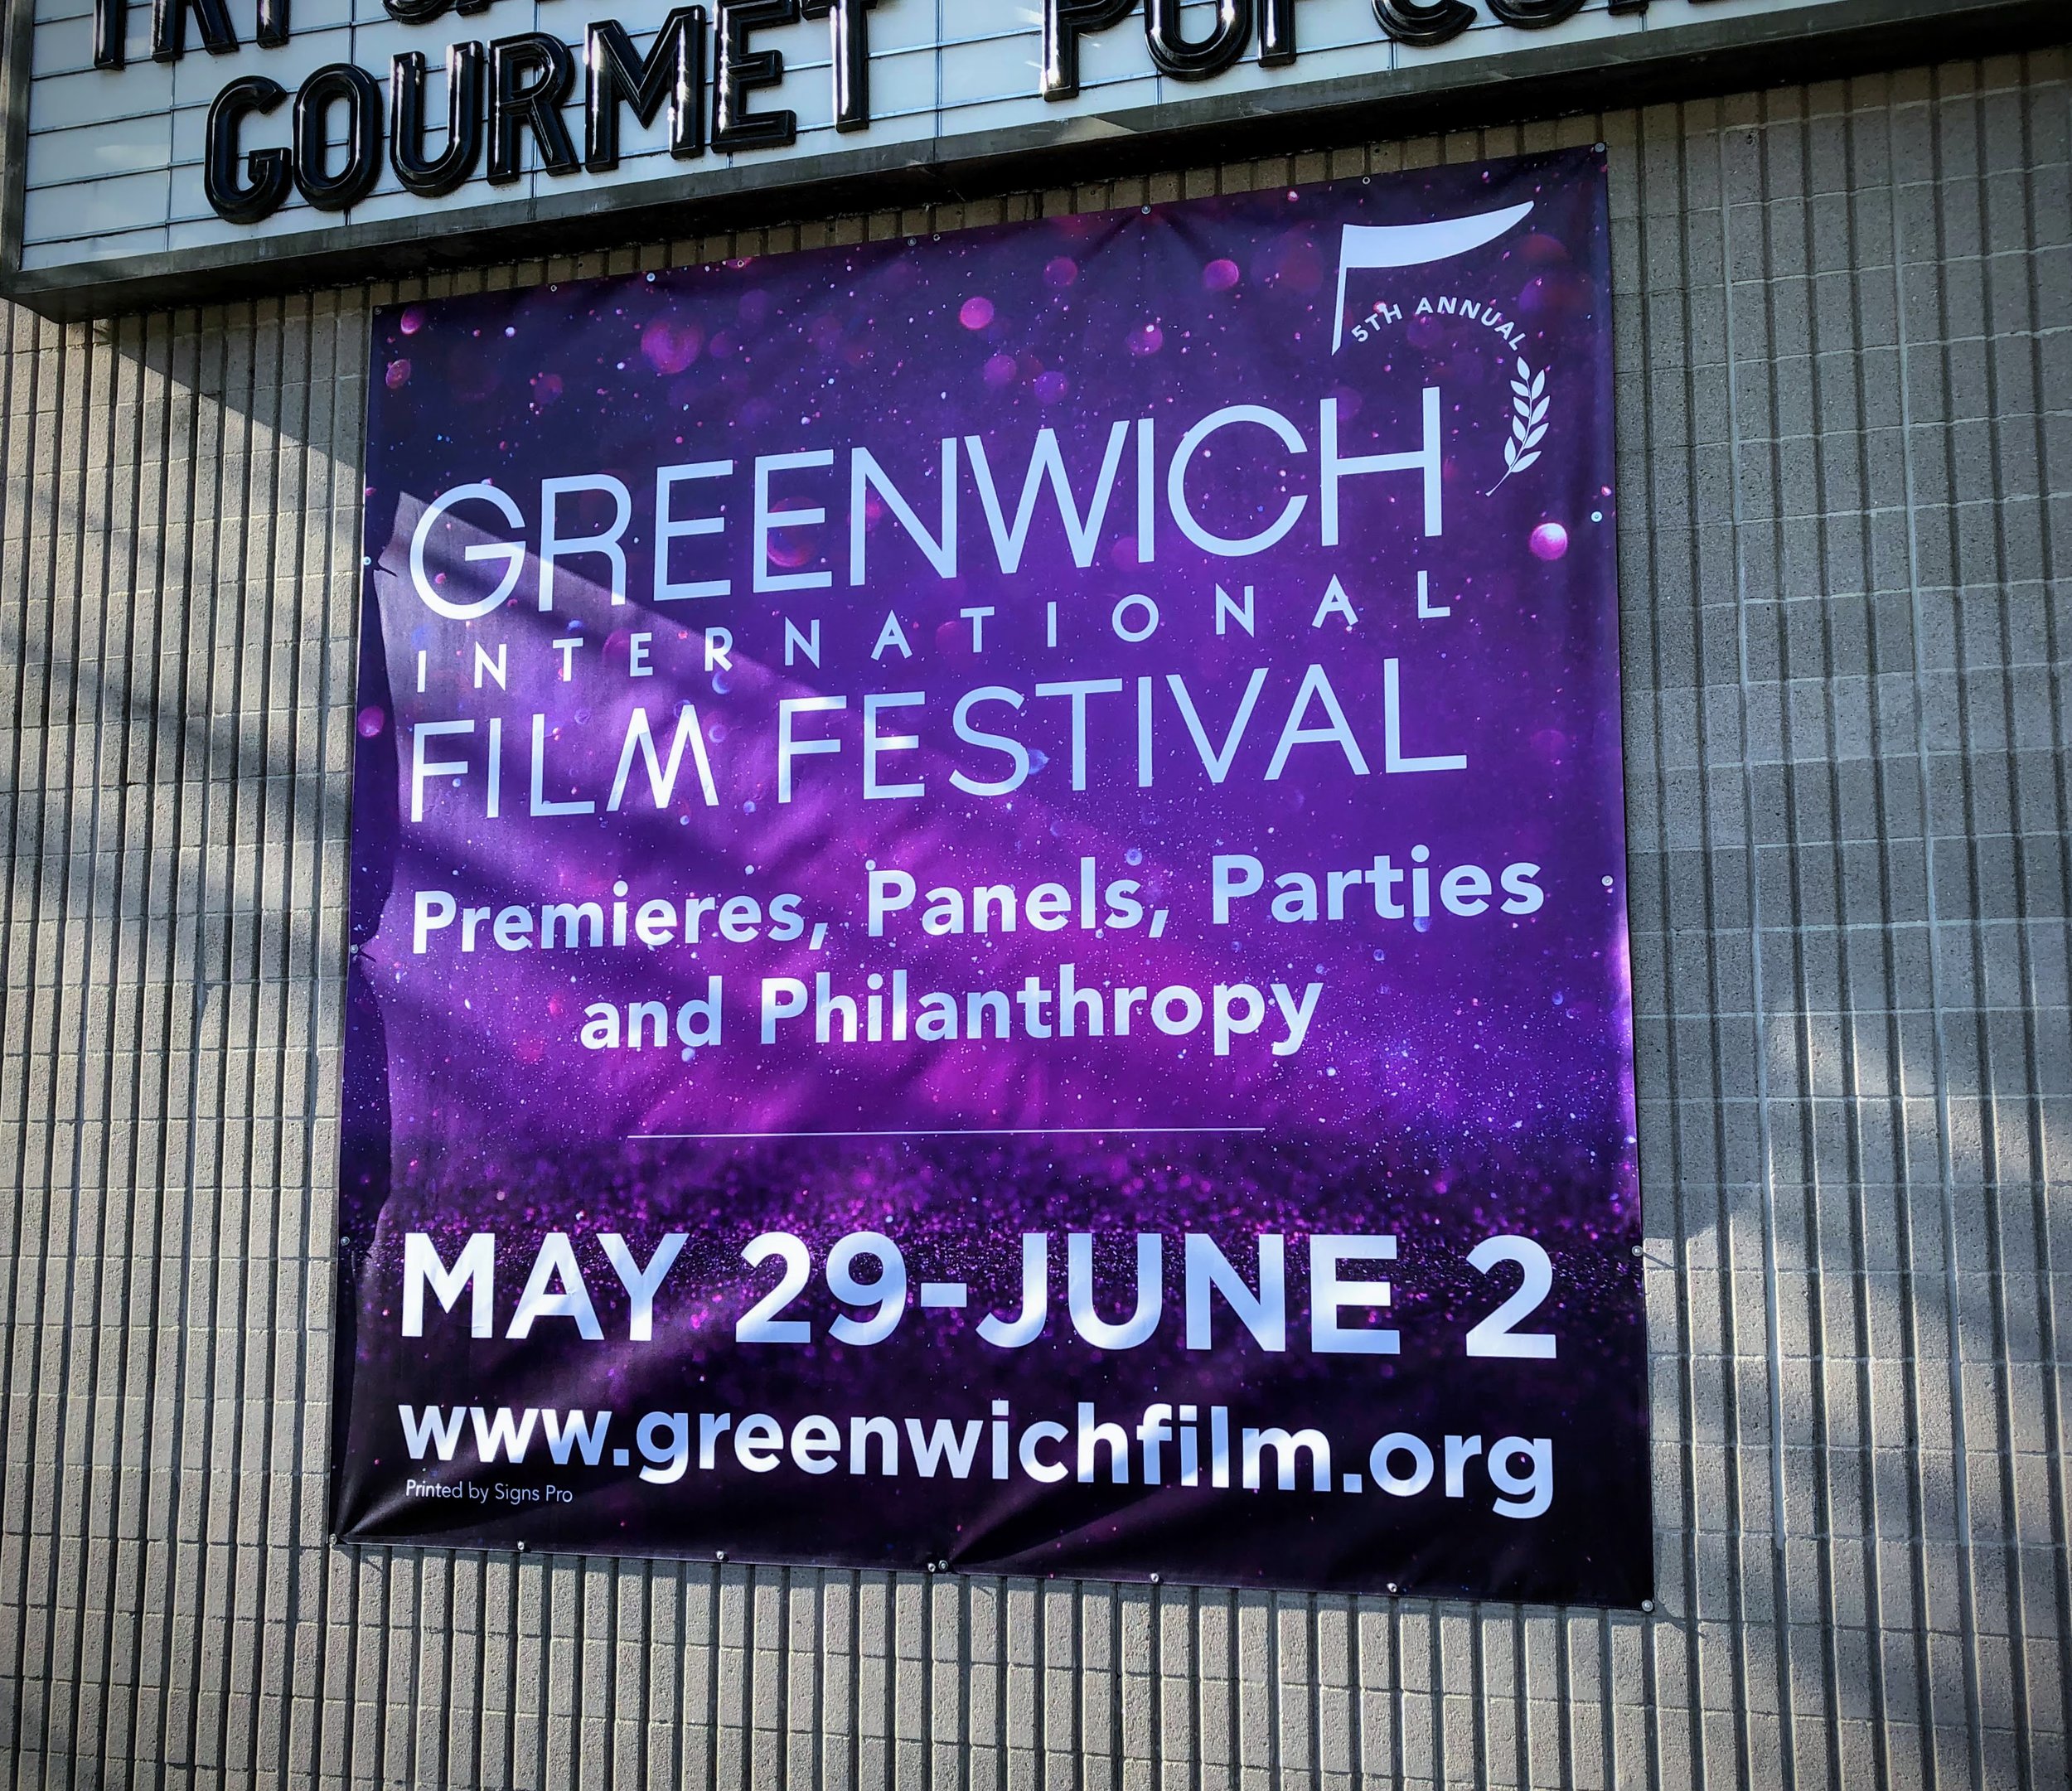 GOURMET
5TH ANNUAL
GREENWICH
INTERNATIONAL
FILM FESTIVAL
Premieres, Panels, Parties
and Philanthropy
MAY 29-JUNE 2
www.greenwichfilm.org
Printed by Signs Pro